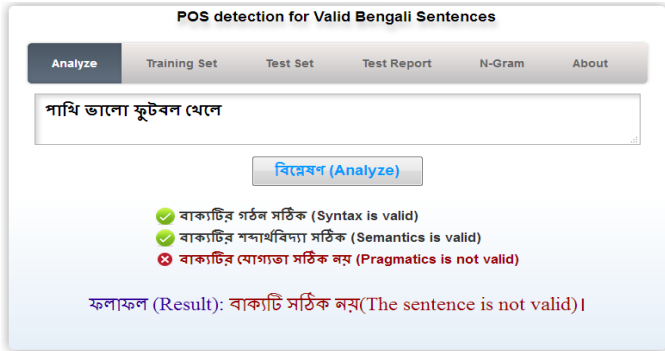 POS detection for Valid Bengali Sentences
Analyze Training Set Test Set Test Report N-Gram About
পাখি ভালো ফুটবল খেলে
বিশ্লেষণ (Analyze)
বাক্যটির গঠন সঠিক (Syntax is valid)
বাক্যটির শব্দার্থবিদ্যা সঠিক (Semantics is valid)
বাক্যটির যোগ্যতা সঠিক নয় (Pragmatics is not valid)
ফলাফল (Result): বাক্যটি সঠিক নয়(The sentence is not valid)।